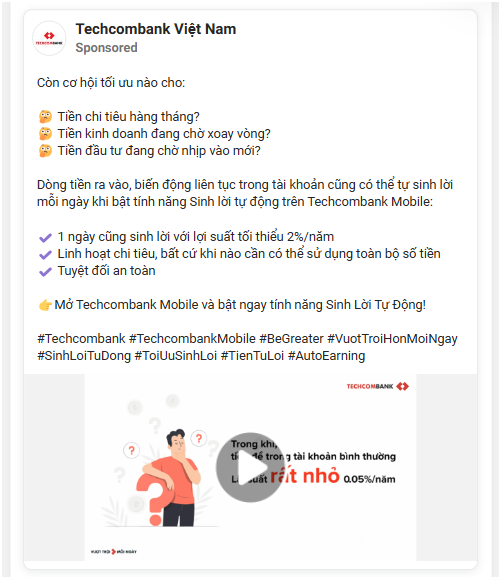 Techcombank Việt Nam
Sponsored
TECHCOMBANK
Còn cơ hội tối ưu nào cho:
🤔 Tiền chi tiêu hàng tháng?
🤔 Tiền kinh doanh đang chờ xoay vòng?
🤔 Tiền đầu tư đang chờ nhịp vào mới?
Dòng tiền ra vào, biến động liên tục trong tài khoản cũng có thể tự sinh lời
mỗi ngày khi bật tính năng Sinh lời tự động trên Techcombank Mobile:
✔ 1 ngày cũng sinh lời với lợi suất tối thiểu 2%/năm
✔ Linh hoạt chi tiêu, bất cứ khi nào cần có thể sử dụng toàn bộ số tiền
✔ Tuyệt đối an toàn
👉Mở Techcombank Mobile và bật ngay tính năng Sinh Lời Tự Động!
#Techcombank #TechcombankMobile #BeGreater #VuotTroiHonMoiNgay
#SinhLoiTuDong #ToiUuSinhLoi #TienTuLoi #AutoEarning
TECHCOMBANK
? ? ?
Trong khi,
để trong tài khoản bình thường
suất rất nhỏ 0.05%/năm
VƯỢT TRỘI MỖI NGÀY